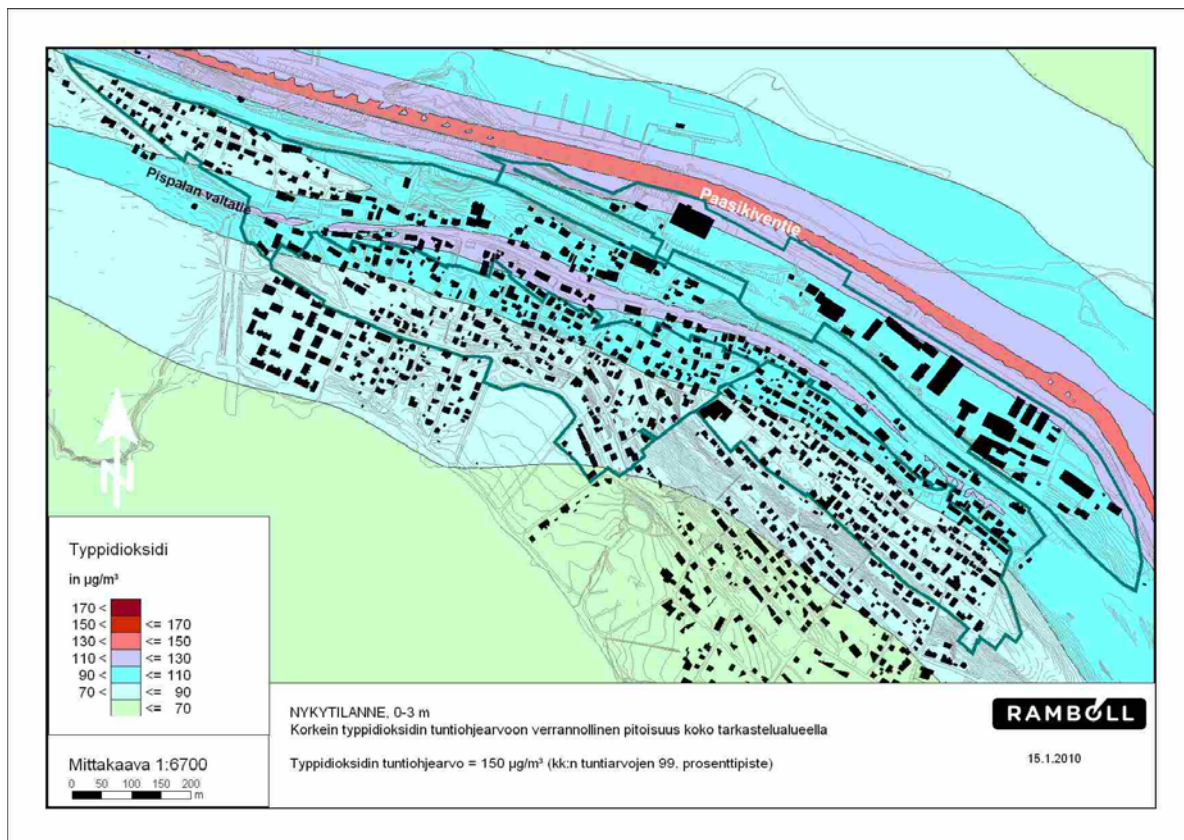 Pispalan valtatie
Paasikiventie
N
Typpidioksidi
in µg/m³
170 <
150 < <= 170
130 < <= 150
110 < <= 130
90 < <= 110
70 < <= 90
<= 70
Mittakaava 1:6700
0 50 100 150 200
m
NYKYTILANNE, 0-3 m
Korkein typpidioksidin tuntiohjearvoon verrannollinen pitoisuus koko tarkastelualueella
Typpidioksidin tuntiohjearvo = 150 µg/m³ (kk:n tuntiarvojen 99. prosenttipiste)
RAMBOLL
15.1.2010